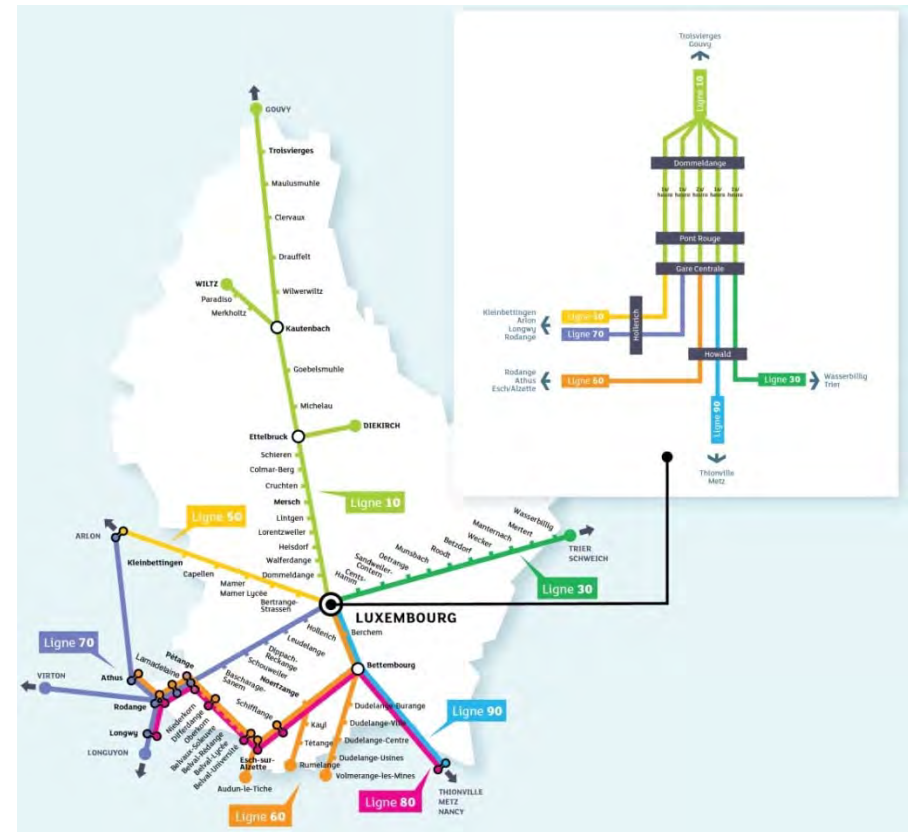 Troisvierges
Gouvy
Ligne 10
Dommeldange
Pont Rouge
Gare Centrale
Hollerich
Howald
Kleinbettingen
Arlon
Longwy
Rodange
Ligne 70
Rodange
Athus
Esch/Alzette
Ligne 60
Ligne 30
Wasserbillig
Trier
Ligne 90
Thionville
Metz
GOUVY
Troisvierges
Maulusmuhle
Clervaux
Drauffelt
Wilwerwiltz
WILTZ
Paradiso
Merkholtz
Kautenbach
Goebelsmuhle
Michelau
Ettelbruck
DIEKIRCH
Schieren
Colmar-Berg
Cruchten
Mersch
Lintgen
Lorentzweiler
Heisdorf
Walferdange
Dommeldange
Ligne 10
Ligne 50
ARLON
Kleinbettingen
Capellen
Mamer
Mamer Lycée
Bertrange-
Strassen
LUXEMBOURG
Cents-
Hamm
Sandweiler-
Contern
Oetrange
Munsbach
Roodt
Betzdorf
Wecker
Manternach
Mertert
Wasserbillig
TRIER
SCHWEICH
Ligne 30
Hollerich
Leudelange
Dippach-
Reckange
Schouweiler
Bascharage-
Sanem
Ligne 70
Pétange
Lamadelaine
Athus
VIRTON
Rodange
Longwy
LONGUYON
Niederkorn
Differdange
Oberkorn
Belvaux-Soleuvre
Belval-Rédange
Belval-Lycée
Belval-Université
Esch-sur-
Alzette
Audun-le-Tiche
Schifflange
Noertzange
Berchem
Bettembourg
Kayl
Tétange
Rumelange
Dudelange-Burange
Dudelange-Ville
Dudelange-Centre
Dudelange-Usines
Volmerange-les-Mines
Ligne 60
Ligne 80
Ligne 90
THIONVILLE
METZ
NANCY